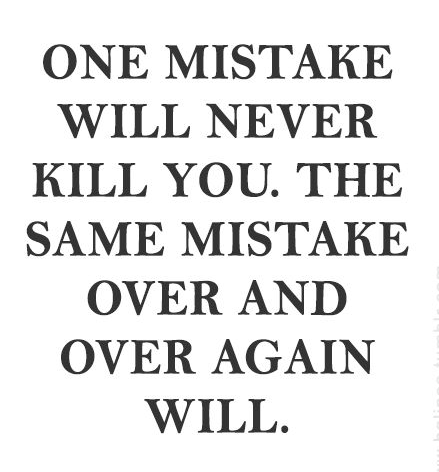 ONE MISTAKE
WILL NEVER
KILL YOU. THE
SAME MISTAKE
OVER AND
OVER AGAIN
WILL.